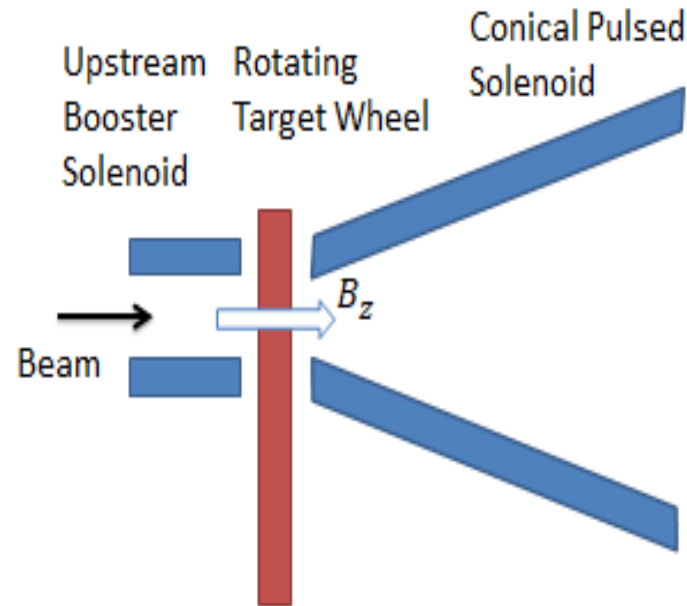 Upstream
Booster
Solenoid
Rotating
Target Wheel
Conical Pulsed
Solenoid
Beam
B_z